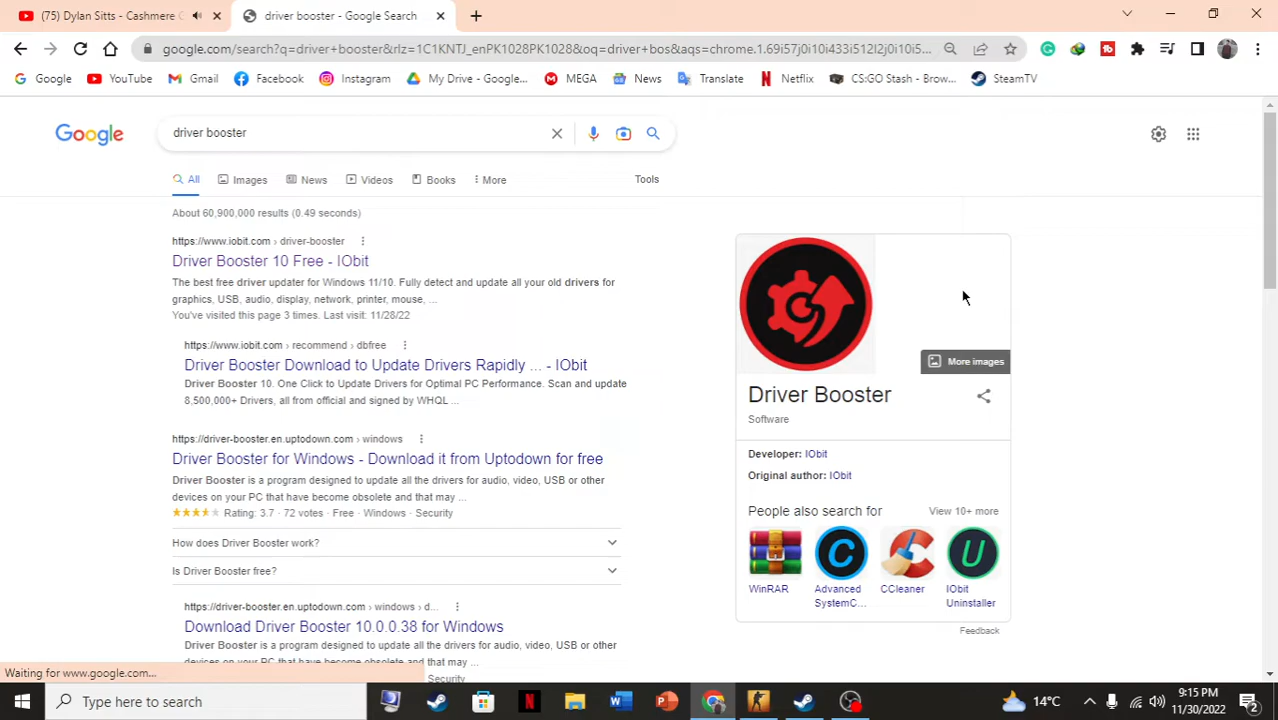 (75) Dylan Sitts - Cashmere C
driver booster - Google Search
google.com/search?q=driver+booster&rlz=1C1KNTJ_enPK1028PK1028&oq=driver+bos&aqs=chrome.1.69i57j0i10i433i512l2j0i10i5...
Google YouTube Gmail Facebook Instagram My Drive - Google... MEGA News Translate Netflix CS:GO Stash - Brow... SteamTV
Google
driver booster
All Images News Videos Books More Tools
About 60,900,000 results (0.49 seconds)
https://www.iobit.com › driver-booster
Driver Booster 10 Free - IObit
The best free driver updater for Windows 11/10. Fully detect and update all your old drivers for
graphics, USB, audio, display, network, printer, mouse, ...
You've visited this page 3 times. Last visit: 11/28/22
https://www.iobit.com › recommend › dbfree
Driver Booster Download to Update Drivers Rapidly ... - IObit
Driver Booster 10. One Click to Update Drivers for Optimal PC Performance. Scan and update
8,500,000+ Drivers, all from official and signed by WHQL ...
https://driver-booster.en.uptodown.com › windows
Driver Booster for Windows - Download it from Uptodown for free
Driver Booster is a program designed to update all the drivers for audio, video, USB or other
devices on your PC that have become obsolete and that may ...
Rating: 3.7 · 72 votes · Free · Windows · Security
How does Driver Booster work?
Is Driver Booster free?
https://driver-booster.en.uptodown.com › windows › d...
Download Driver Booster 10.0.0.38 for Windows
Driver Booster is a program designed to update all the drivers for audio, video, USB or other
devices on your PC that have become obsolete and that may ...
Security
More images
Driver Booster
Software
Developer: IObit
Original author: IObit
People also search for
View 10+ more
WinRAR
Advanced
SystemC...
CCleaner
IObit
Uninstaller
Feedback
Waiting for www.google.com...
Type here to search
14°C
9:15 PM
11/30/2022
2